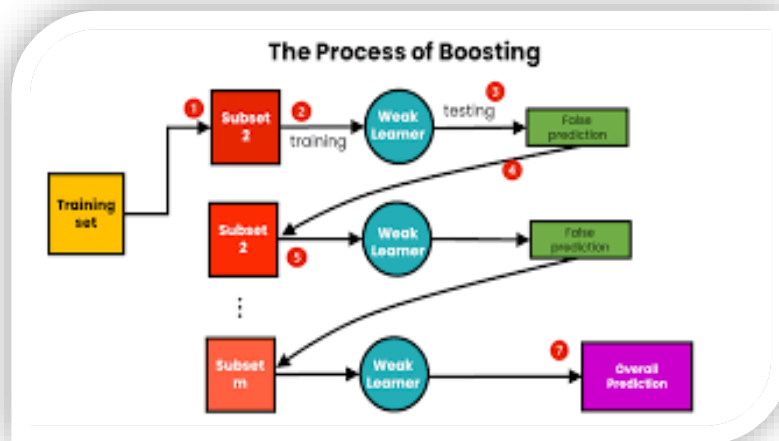 The Process of Boosting
1
Subset
2
2
training
Weak
Learner
3
testing
False
prediction
4
Training
set
Subset
2
5
Weak
Learner
False
prediction
⋮
Subset
m
Weak
Learner
7
Overall
Prediction